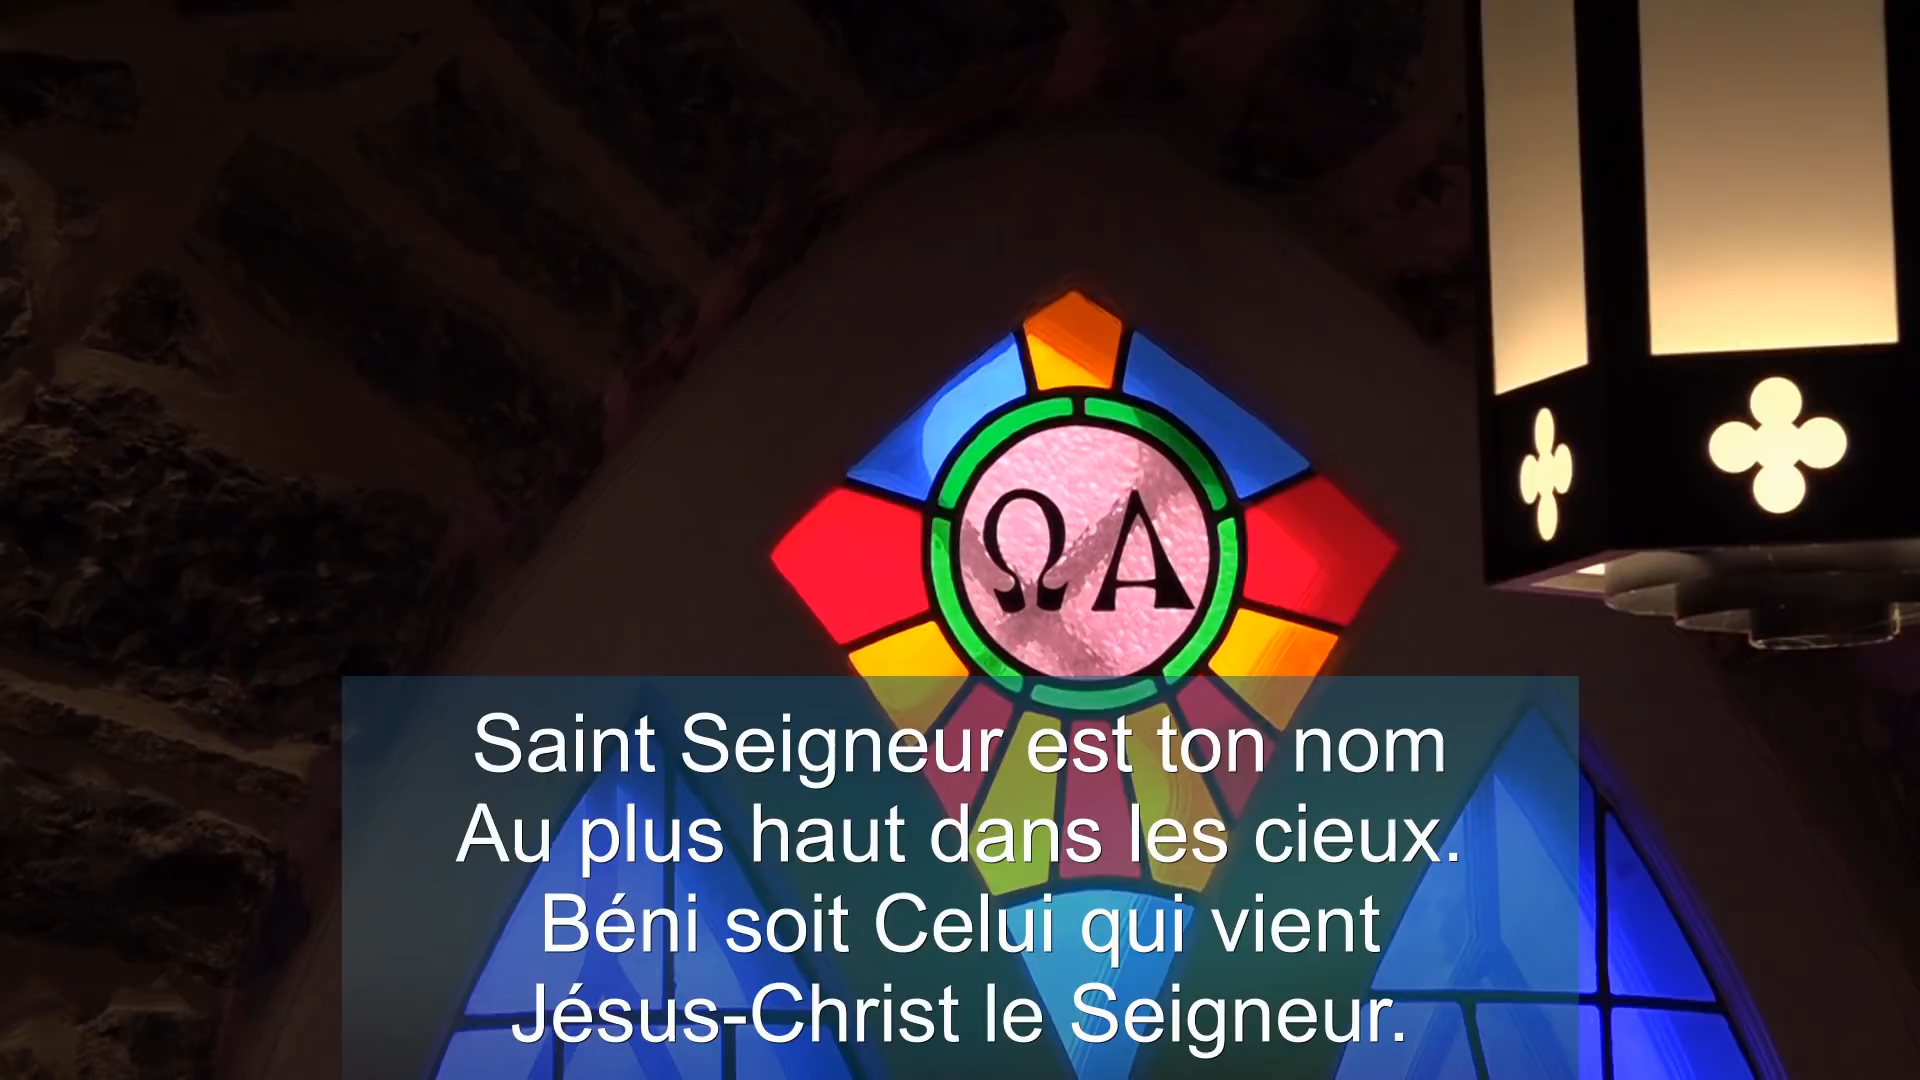 Ω A
Saint Seigneur est ton nom
Au plus haut dans les cieux.
Béni soit Celui qui vient
Jésus-Christ le Seigneur.